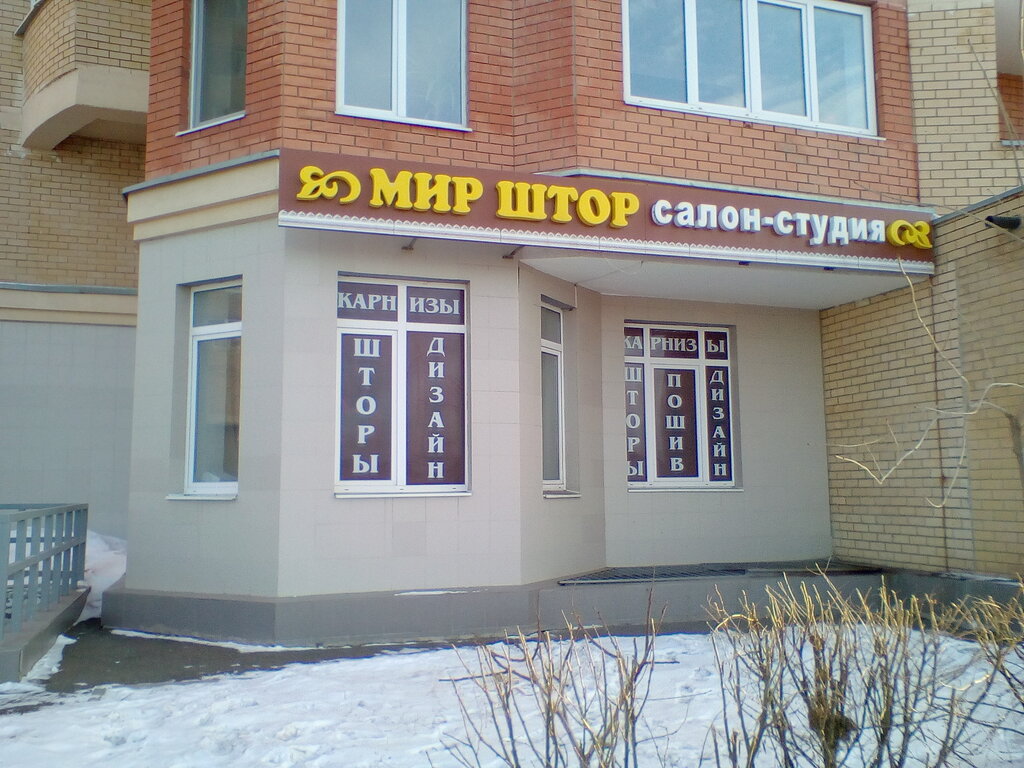 МИР ШТОР салон-студия
КАРНИЗЫ
ШТОРЫ
ДИЗАЙН
КАРНИЗЫ
ШТОРЫ
ПОШИВ
ДИЗАЙН